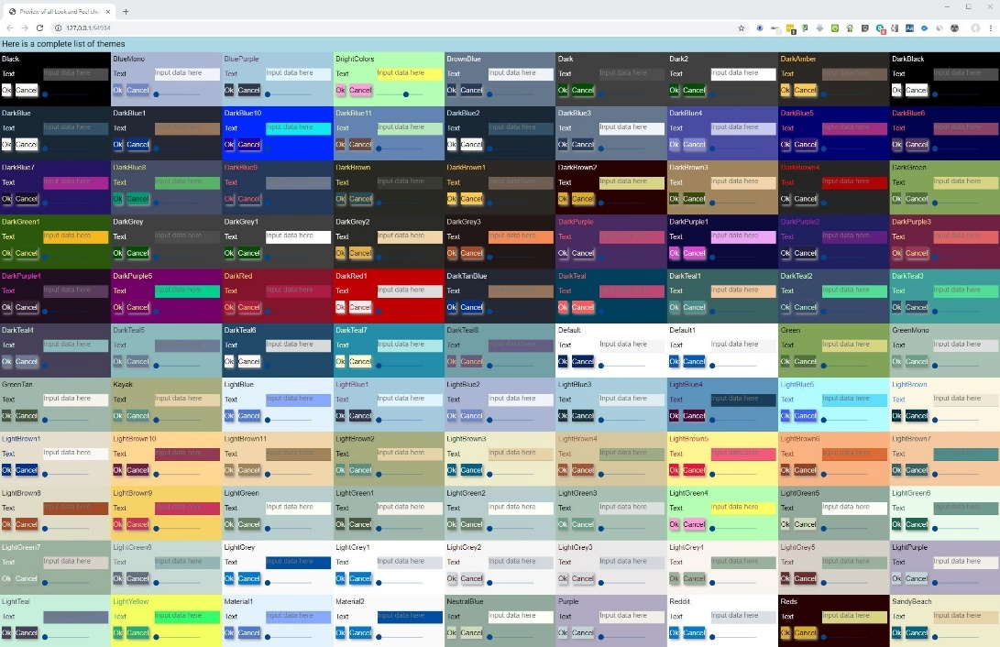 Preview of all Look and Feel cho
127.0.0.1:54934
Here is a complete list of themes
Black BlueMono BluePurple BrightColors BrownBlue Dark Dark2 DarkAmber DarkBlack
Text Input data here Text Input data here Text Input data here Text Input data here Text Input data here Text Input data here Text Input data here Text Input data here Text Input data here
Ok Cancel Ok Cancel Ok Cancel Ok Cancel Ok Cancel Ok Cancel Ok Cancel Ok Cancel Ok Cancel
DarkBlue DarkBlue1 DarkBlue10 DarkBlue11 DarkBlue2 DarkBlue3 DarkBlue4 DarkBlue5 DarkBlue6
Text Input data here Text Input data here Text Input data here Text Input data here Text Input data here Text Input data here Text Input data here Text Input data here Text Input data here
Ok Cancel Ok Cancel Ok Cancel Ok Cancel Ok Cancel Ok Cancel Ok Cancel Ok Cancel Ok Cancel
DarkBlue7 DarkBlue8 DarkBlue9 DarkBrown DarkBrown1 DarkBrown2 DarkBrown3 DarkBrown4 DarkGreen
Text Input data here Text Input data here Text Input data here Text Input data here Text Input data here Text Input data here Text Input data here Text Input data here Text Input data here
Ok Cancel Ok Cancel Ok Cancel Ok Cancel Ok Cancel Ok Cancel Ok Cancel Ok Cancel Ok Cancel
DarkGreen1 DarkGrey DarkGrey1 DarkGrey2 DarkGrey3 DarkPurple DarkPurple1 DarkPurple2 DarkPurple3
Text Input data here Text Input data here Text Input data here Text Input data here Text Input data here Text Input data here Text Input data here Text Input data here Text Input data here
Ok Cancel Ok Cancel Ok Cancel Ok Cancel Ok Cancel Ok Cancel Ok Cancel Ok Cancel Ok Cancel
DarkPurple4 DarkPurple5 DarkRed DarkRed1 DarkTanBlue DarkTeal DarkTeal1 DarkTeal2 DarkTeal3
Text Input data here Text Input data here Text Input data here Text Input data here Text Input data here Text Input data here Text Input data here Text Input data here Text Input data here
Ok Cancel Ok Cancel Ok Cancel Ok Cancel Ok Cancel Ok Cancel Ok Cancel Ok Cancel Ok Cancel
DarkTeal4 DarkTeal5 DarkTeal6 DarkTeal7 DarkTeal8 Default Default1 Green GreenMono
Text Input data here Text Input data here Text Input data here Text Input data here Text Input data here Text Input data here Text Input data here Text Input data here Text Input data here
Ok Cancel Ok Cancel Ok Cancel Ok Cancel Ok Cancel Ok Cancel Ok Cancel Ok Cancel Ok Cancel
GreenTan Kayak LightBlue LightBlue1 LightBlue2 LightBlue3 LightBlue4 LightBlue5 LightBrown
Text Input data here Text Input data here Text Input data here Text Input data here Text Input data here Text Input data here Text Input data here Text Input data here Text Input data here
Ok Cancel Ok Cancel Ok Cancel Ok Cancel Ok Cancel Ok Cancel Ok Cancel Ok Cancel Ok Cancel
LightBrown1 LightBrown10 LightBrown11 LightBrown2 LightBrown3 LightBrown4 LightBrown5 LightBrown6 LightBrown7
Text Input data here Text Input data here Text Input data here Text Input data here Text Input data here Text Input data here Text Input data here Text Input data here Text Input data here
Ok Cancel Ok Cancel Ok Cancel Ok Cancel Ok Cancel Ok Cancel Ok Cancel Ok Cancel Ok Cancel
LightBrown8 LightBrown9 LightGreen LightGreen1 LightGreen2 LightGreen3 LightGreen4 LightGreen5 LightGreen6
Text Input data here Text Input data here Text Input data here Text Input data here Text Input data here Text Input data here Text Input data here Text Input data here Text Input data here
Ok Cancel Ok Cancel Ok Cancel Ok Cancel Ok Cancel Ok Cancel Ok Cancel Ok Cancel Ok Cancel
LightGreen7 LightGreen8 LightGrey LightGrey1 LightGrey2 LightGrey3 LightGrey4 LightGrey5 LightPurple
Text Input data here Text Input data here Text Input data here Text Input data here Text Input data here Text Input data here Text Input data here Text Input data here Text Input data here
Ok Cancel Ok Cancel Ok Cancel Ok Cancel Ok Cancel Ok Cancel Ok Cancel Ok Cancel Ok Cancel
LightTeal LightYellow Material1 Material2 NeutralBlue Purple Reddit Reds SandyBeach
Text Input data here Text Input data here Text Input data here Text Input data here Text Input data here Text Input data here Text Input data here Text Input data here Text Input data here
Ok Cancel Ok Cancel Ok Cancel Ok Cancel Ok Cancel Ok Cancel Ok Cancel Ok Cancel Ok Cancel